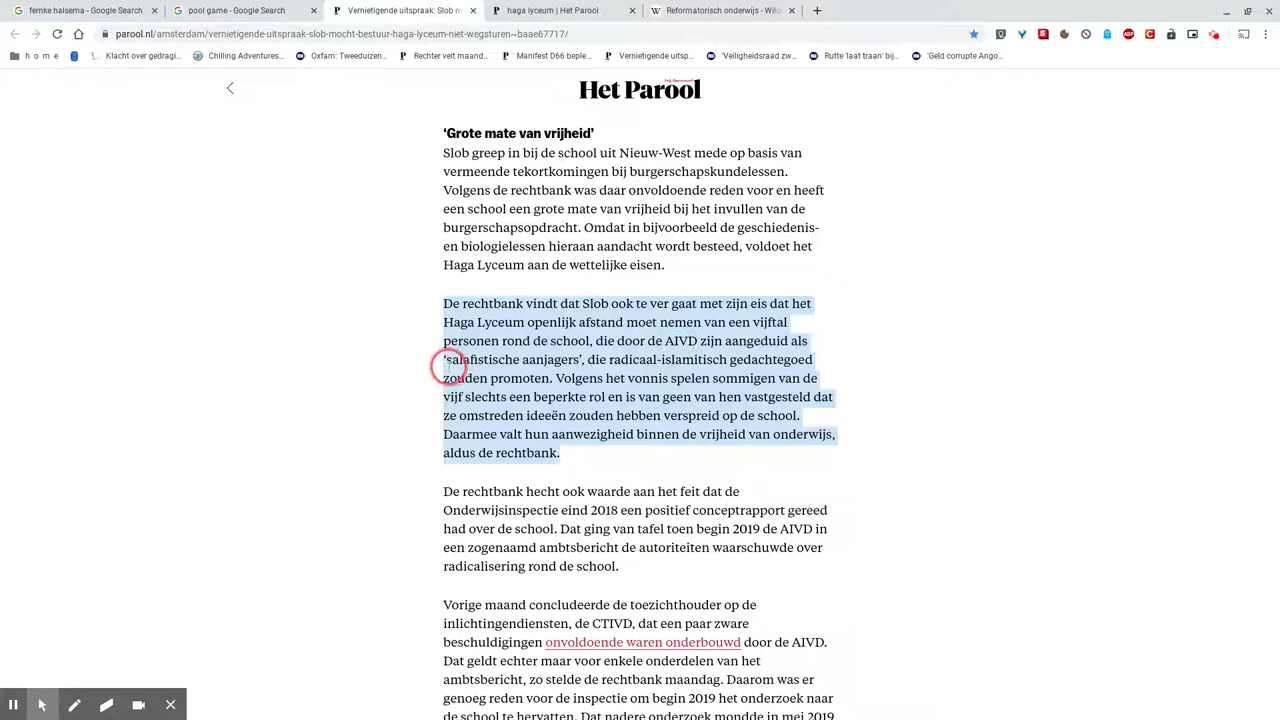 femke halsema - Google Search
pool game - Google Search
Vernietigende uitspraak: Slob m
haga lyceum | Het Parool
Reformatorisch onderwijs - Wik
parool.nl/amsterdam/vernietigende-uitspraak-slob-mocht-bestuur-haga-lyceum-niet-wegsturen~baae67717/
h o m e
Klacht over gedragi...
Chilling Adventures...
Oxfam: Tweeduizen...
Rechter velt maand...
Manifest D66 beple...
Vernietigende uitsp...
'Veiligheidsraad zw...
Rutte 'laat traan' bij...
'Geld corrupte Ango...
Het Parool
‘Grote mate van vrijheid’
Slob greep in bij de school uit Nieuw-West mede op basis van
vermeende tekortkomingen bij burgerschapskundelessen.
Volgens de rechtbank was daar onvoldoende reden voor en heeft
een school een grote mate van vrijheid bij het invullen van de
burgerschapsopdracht. Omdat in bijvoorbeeld de geschiedenis-
en biologielessen hieraan aandacht wordt besteed, voldoet het
Haga Lyceum aan de wettelijke eisen.
De rechtbank vindt dat Slob ook te ver gaat met zijn eis dat het
Haga Lyceum openlijk afstand moet nemen van een vijftal
personen rond de school, die door de AIVD zijn aangeduid als
‘salafistische aanjagers’, die radicaal-islamitisch gedachtegoed
zouden promoten. Volgens het vonnis spelen sommigen van de
vijf slechts een beperkte rol en is van geen van hen vastgesteld dat
ze omstreden ideeën zouden hebben verspreid op de school.
Daarmee valt hun aanwezigheid binnen de vrijheid van onderwijs,
aldus de rechtbank.
De rechtbank hecht ook waarde aan het feit dat de
Onderwijsinspectie eind 2018 een positief conceptrapport gereed
had over de school. Dat ging van tafel toen begin 2019 de AIVD in
een zogenaamd ambtsbericht de autoriteiten waarschuwde over
radicalisering rond de school.
Vorige maand concludeerde de toezichthouder op de
inlichtingendiensten, de CTIVD, dat een paar zware
beschuldigingen onvoldoende waren onderbouwd door de AIVD.
Dat geldt echter maar voor enkele onderdelen van het
ambtsbericht, zo stelde de rechtbank maandag. Daarom was er
genoeg reden voor de inspectie om begin 2019 het onderzoek naar
de school te hervatten. Dat nadere onderzoek mondde in mei 2019